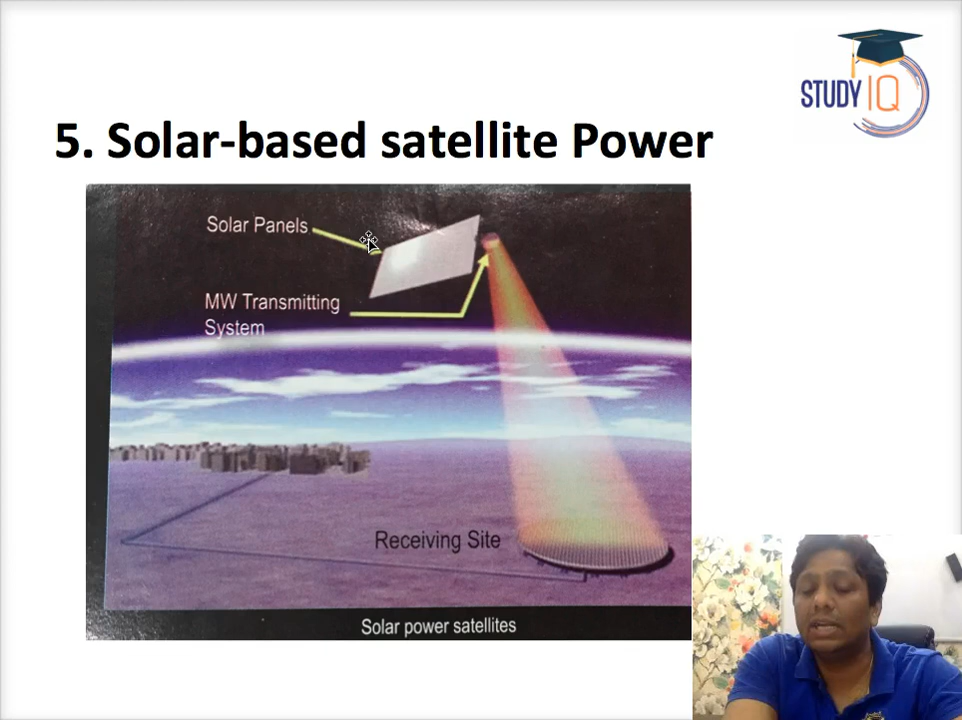 STUDY IQ
5. Solar-based satellite Power
Solar Panels
MW Transmitting
System
Receiving Site
Solar power satellites